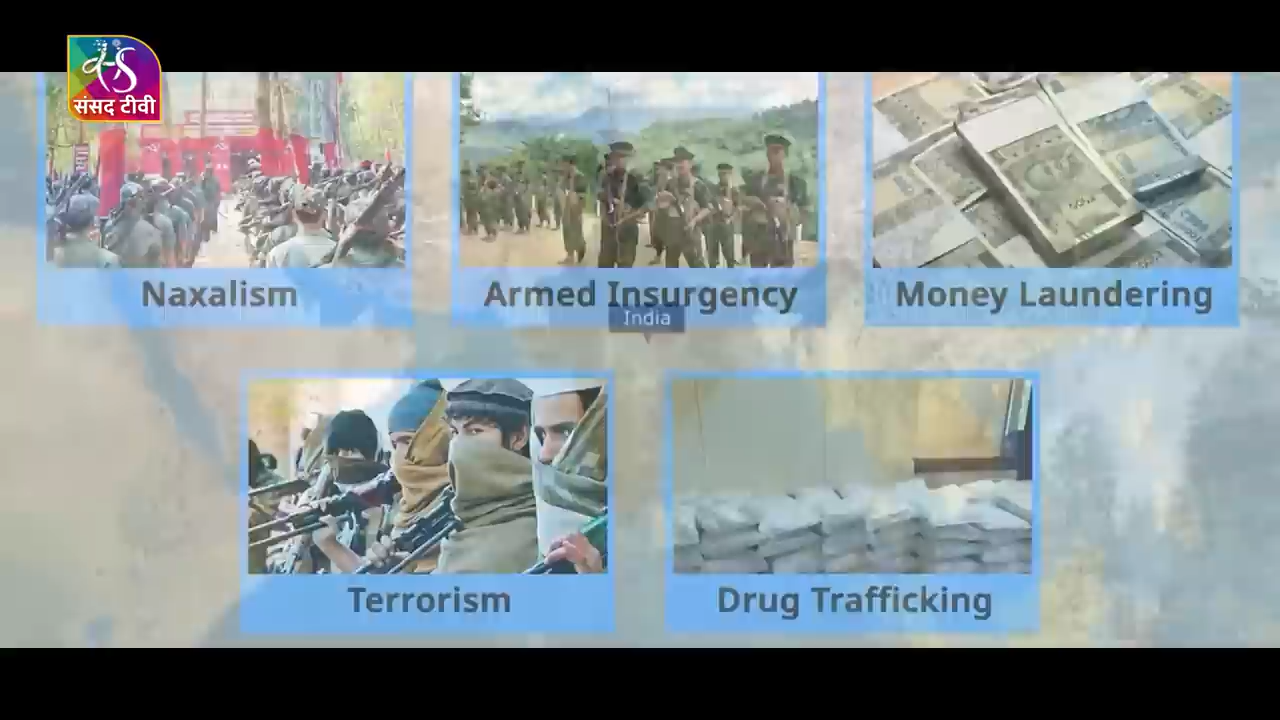 संसद टीवी
Naxalism
Armed Insurgency
Money Laundering
India
Terrorism
Drug Trafficking